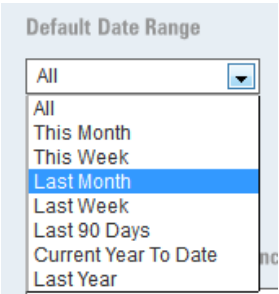 Default Date Range
All
All
This Month
This Week
Last Month
Last Week
Last 90 Days
Current Year To Date
Last Year